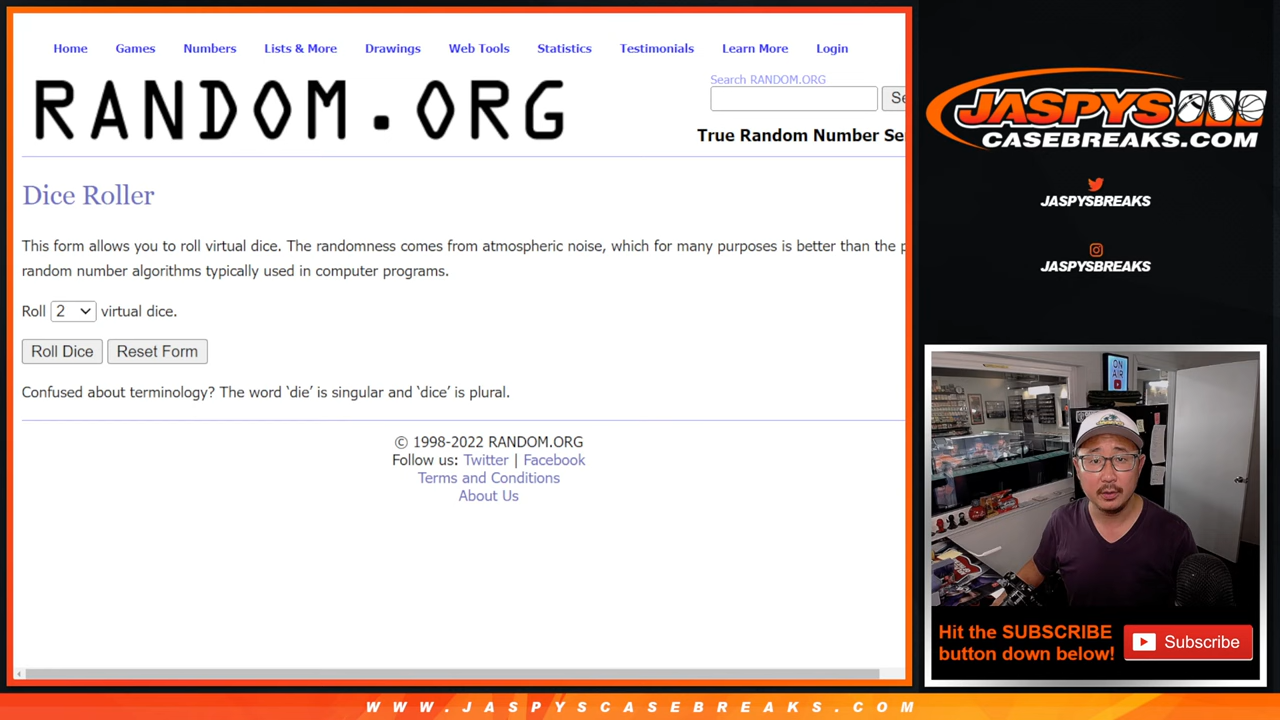 Home Games Numbers Lists & More Drawings Web Tools Statistics Testimonials Learn More Login
RANDOM.ORG
Search RANDOM.ORG
Se
True Random Number Se
Dice Roller
This form allows you to roll virtual dice. The randomness comes from atmospheric noise, which for many purposes is better than the p
random number algorithms typically used in computer programs.
Roll 2 virtual dice.
Roll Dice Reset Form
Confused about terminology? The word ‘die’ is singular and ‘dice’ is plural.
© 1998-2022 RANDOM.ORG
Follow us: Twitter | Facebook
Terms and Conditions
About Us
JASPYS
CASEBREAKS.COM
JASPYSBREAKS
JASPYSBREAKS
ON
AIR
Hit the SUBSCRIBE
button down below!
Subscribe
WWW.JASPYSCASEBREAKS.COM